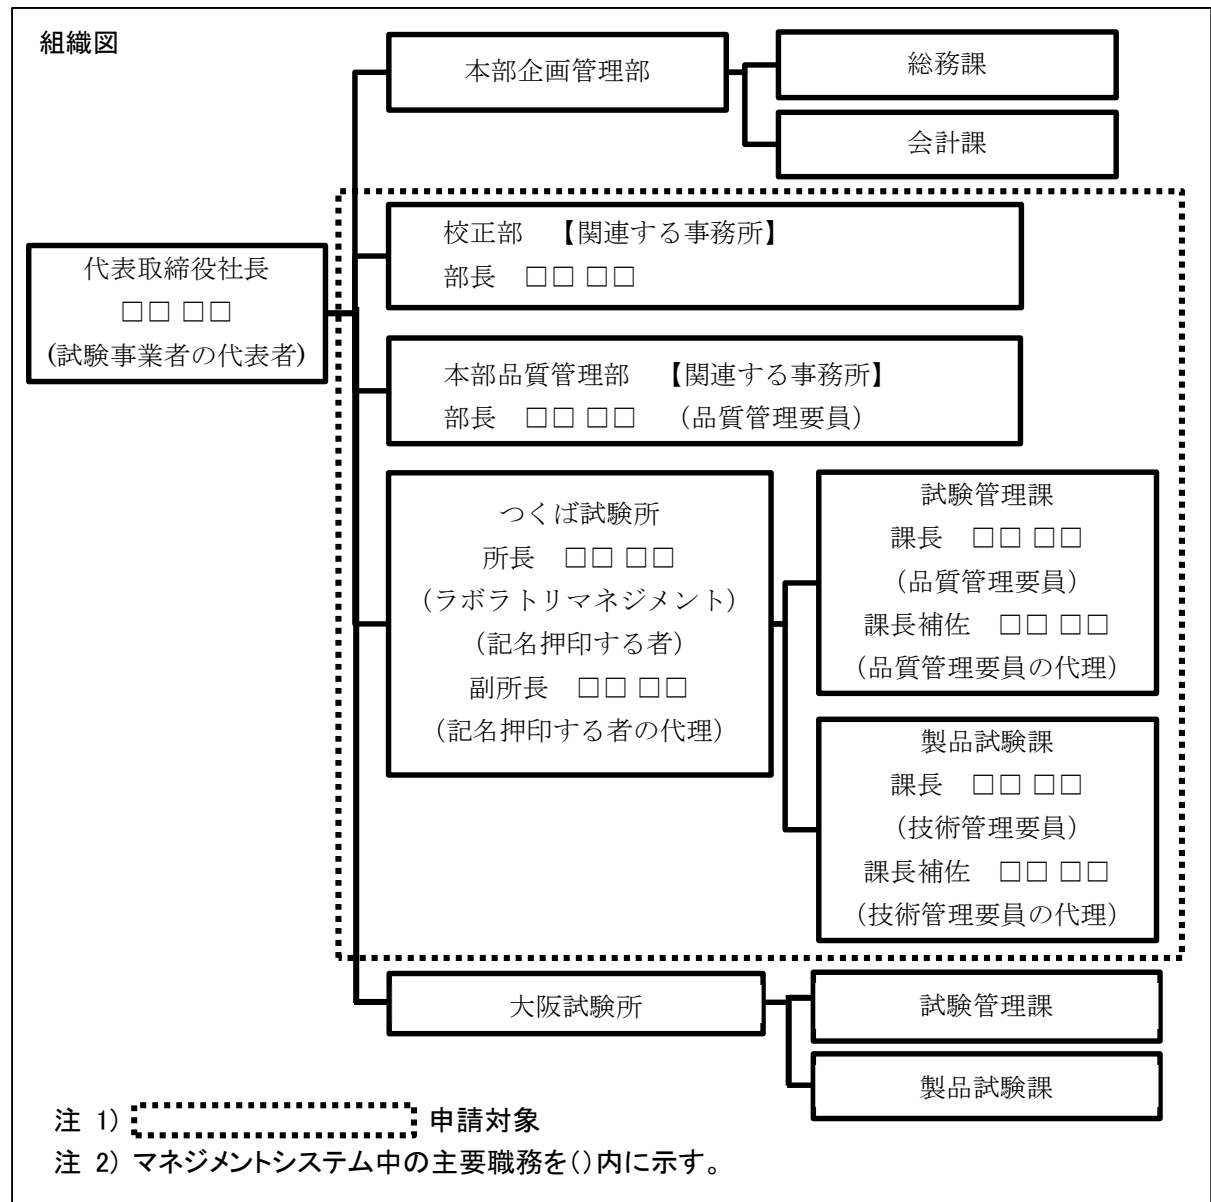 組織図
本部企画管理部
総務課
会計課
代表取締役社長
□□ □□
(試験事業者の代表者)
校正部　【関連する事務所】
部長　□□ □□
本部品質管理部　【関連する事務所】
部長　□□ □□　（品質管理要員）
つくば試験所
所長　□□ □□
（ラボラトリマネジメント）
（記名押印する者）
副所長　□□ □□
（記名押印する者の代理）
試験管理課
課長　□□ □□
（品質管理要員）
課長補佐　□□ □□
（品質管理要員の代理）
製品試験課
課長　□□ □□
（技術管理要員）
課長補佐　□□ □□
（技術管理要員の代理）
大阪試験所
試験管理課
製品試験課
注 1) 申請対象
注 2) マネジメントシステム中の主要職務を()内に示す。